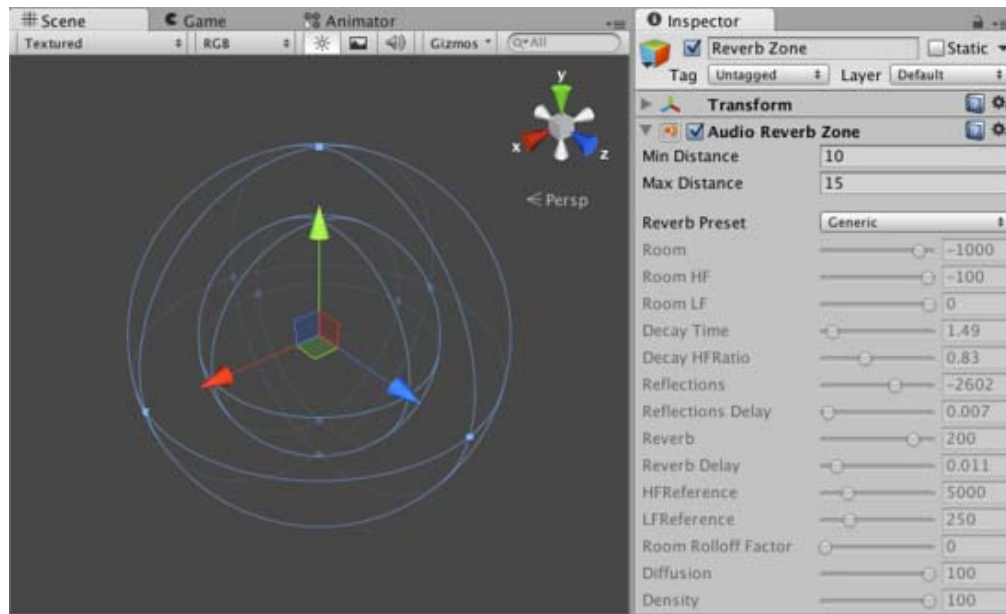 Scene
Game
Animator
Textured
RGB
Gizmos
All
y
x
z
Persp
Inspector
Reverb Zone
Static
Tag Untagged Layer Default
Transform
Audio Reverb Zone
Min Distance 10
Max Distance 15
Reverb Preset Generic
Room -1000
Room HF -100
Room LF 0
Decay Time 1.49
Decay HFRatio 0.83
Reflections -2602
Reflections Delay 0.007
Reverb 200
Reverb Delay 0.011
HFReference 5000
LFReference 250
Room Rolloff Factor 0
Diffusion 100
Density 100